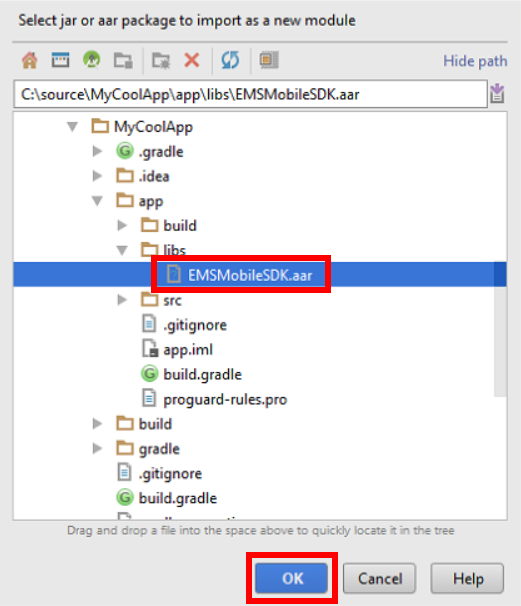 Select jar or aar package to import as a new module
Hide path
C:\source\MyCoolApp\app\libs\EMSMobileSDK.aar
MyCoolApp
.gradle
.idea
app
build
libs
EMSMobileSDK.aar
src
.gitignore
app.iml
build.gradle
proguard-rules.pro
build
gradle
.gitignore
build.gradle
Drag and drop a file into the space above to quickly locate it in the tree
OK Cancel Help